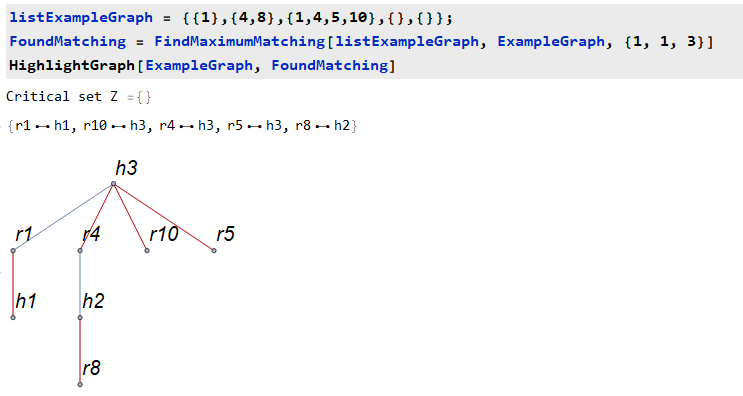 listExampleGraph = {{1},{4,8},{1,4,5,10},{},{}};
FoundMatching = FindMaximumMatching[listExampleGraph, ExampleGraph, {1, 1, 3}]
HighlightGraph[ExampleGraph, FoundMatching]
Critical set Z ={}
{r1 ↔ h1, r10 ↔ h3, r4 ↔ h3, r5 ↔ h3, r8 ↔ h2}
h3
r1 r4 r10 r5
h1 h2
r8